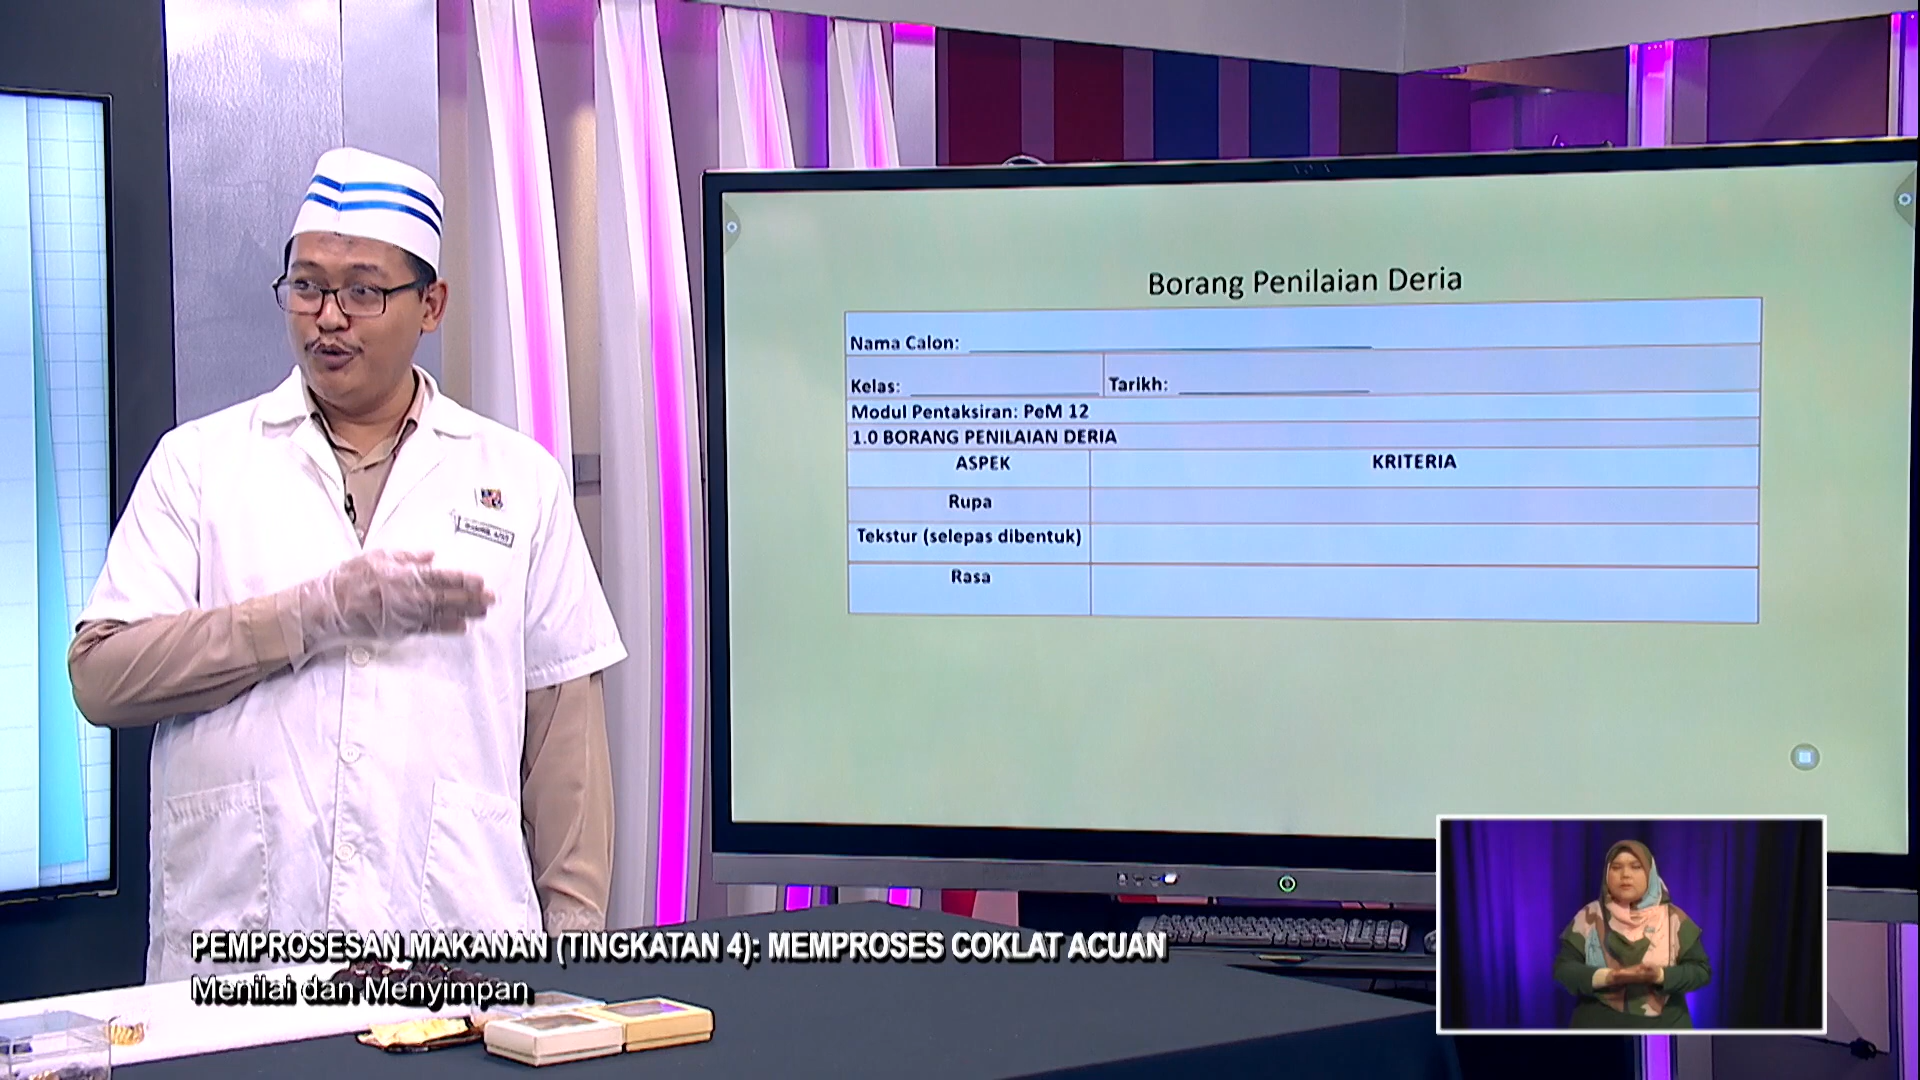 Borang Penilaian Deria
Nama Calon:
Kelas:
Tarikh:
Modul Pentaksiran: PeM 12
1.0 BORANG PENILAIAN DERIA
ASPEK
KRITERIA
Rupa
Tekstur (selepas dibentuk)
Rasa
PEMPROSESAN MAKANAN (TINGKATAN 4): MEMPROSES COKLAT ACUAN
Menilai dan Menyimpan